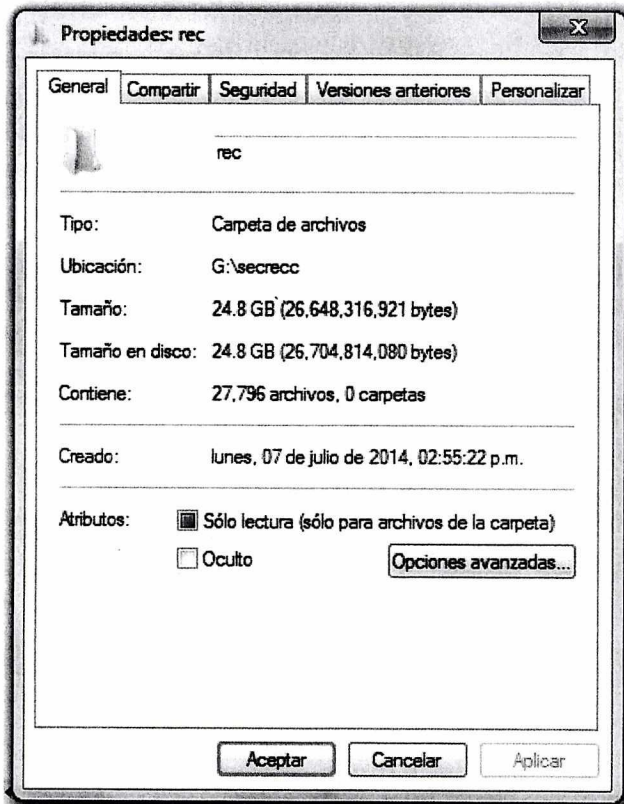 Propiedades: rec
General Compartir Seguridad Versiones anteriores Personalizar
rec
Tipo: Carpeta de archivos
Ubicación: G:\secrecc
Tamaño: 24.8 GB (26,648,316,921 bytes)
Tamaño en disco: 24.8 GB (26,704,814,080 bytes)
Contiene: 27,796 archivos, 0 carpetas
Creado: lunes, 07 de julio de 2014, 02:55:22 p.m.
Atributos: Sólo lectura (sólo para archivos de la carpeta)
Oculto Opciones avanzadas...
Aceptar Cancelar Aplicar